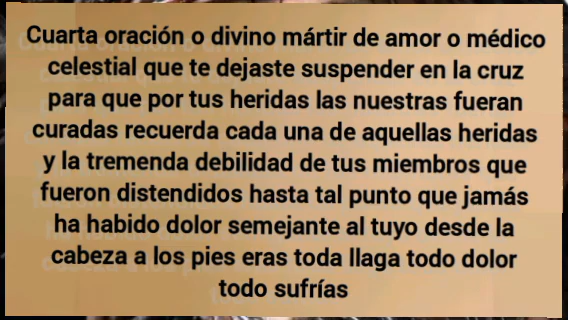 Cuarta oración o divino mártir de amor o médico
celestial que te dejaste suspender en la cruz
para que por tus heridas las nuestras fueran
curadas recuerda cada una de aquellas heridas
y la tremenda debilidad de tus miembros que
fueron distendidos hasta tal punto que jamás
ha habido dolor semejante al tuyo desde la
cabeza a los pies eras toda llaga todo dolor
todo sufrías